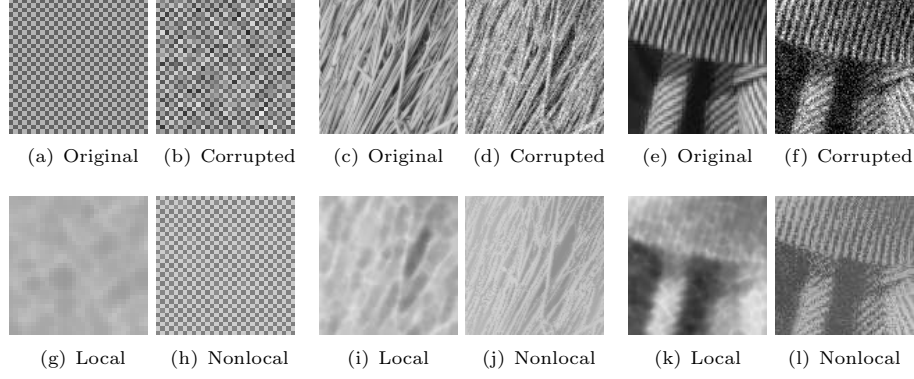 (a) Original (b) Corrupted (c) Original (d) Corrupted (e) Original (f) Corrupted
(g) Local (h) Nonlocal (i) Local (j) Nonlocal (k) Local (l) Nonlocal